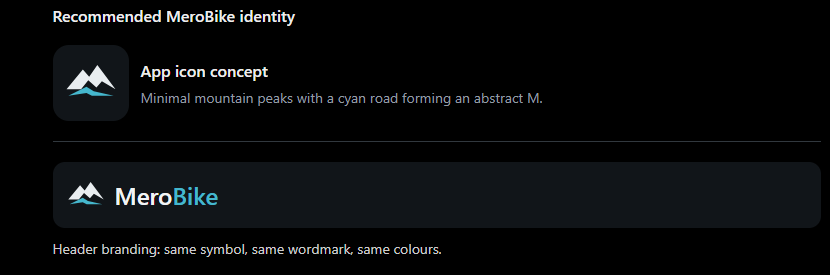 Recommended MeroBike identity
App icon concept
Minimal mountain peaks with a cyan road forming an abstract M.
MeroBike
Header branding: same symbol, same wordmark, same colours.